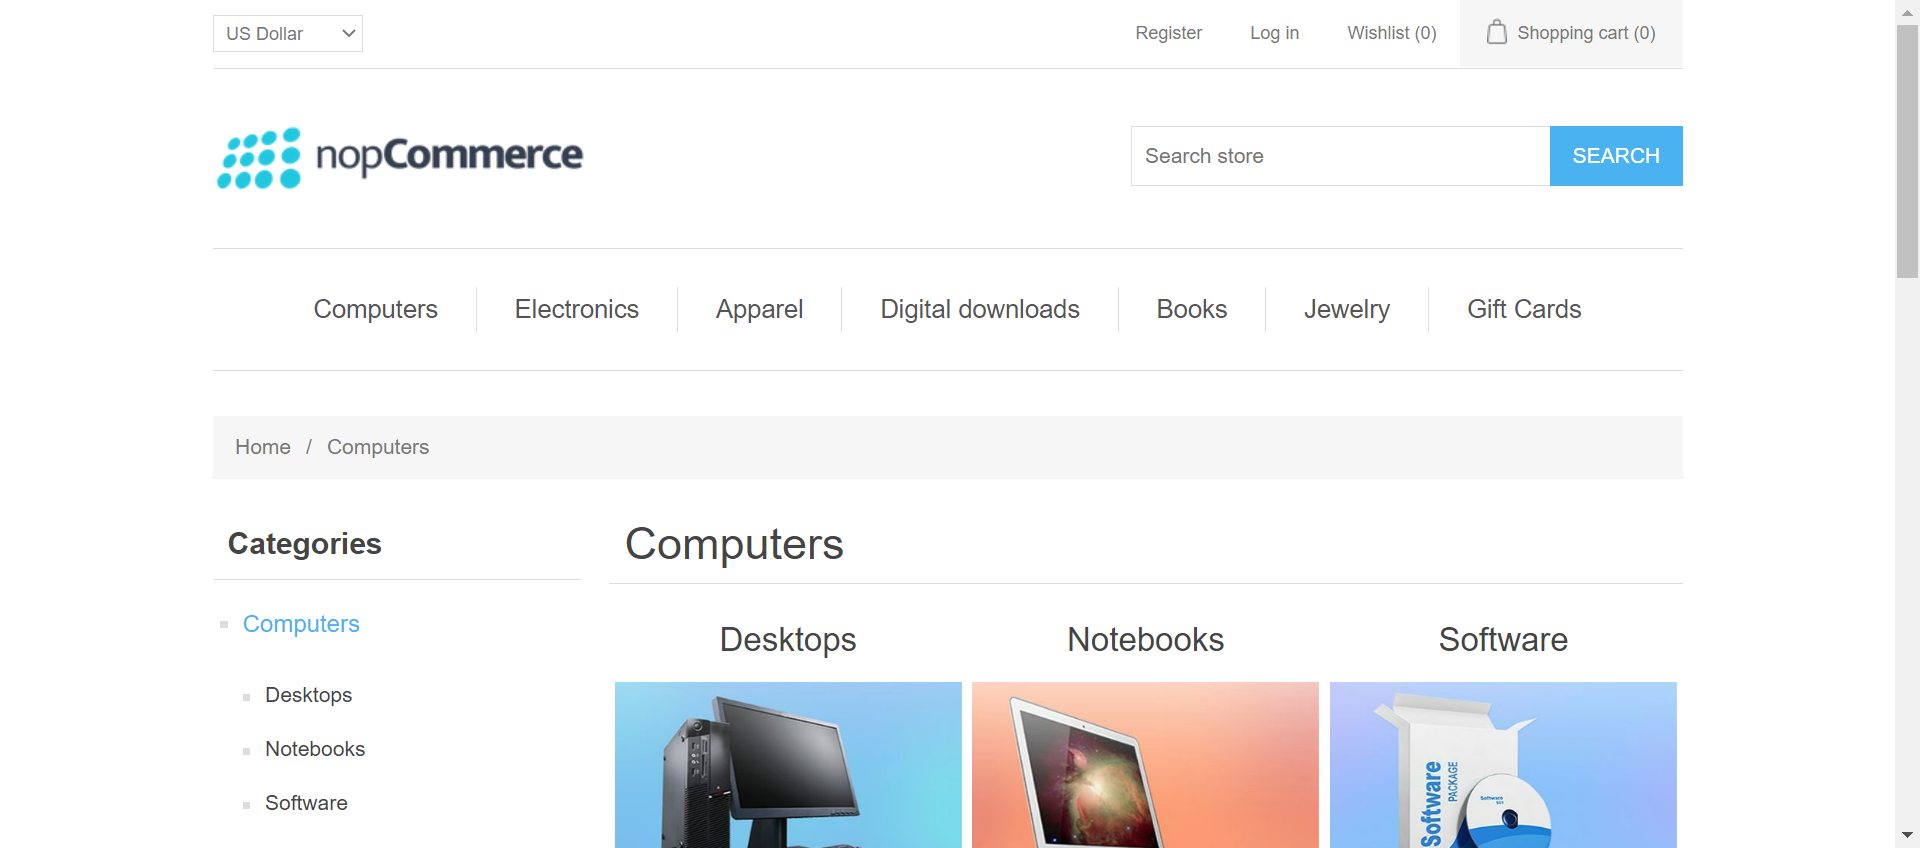 US Dollar
Register
Log in
Wishlist (0)
Shopping cart (0)
nopCommerce
Search store
SEARCH
Computers
Electronics
Apparel
Digital downloads
Books
Jewelry
Gift Cards
Home / Computers
Categories
Computers
Desktops
Notebooks
Software
Computers
Desktops
Notebooks
Software
Software
PACKAGE
Software